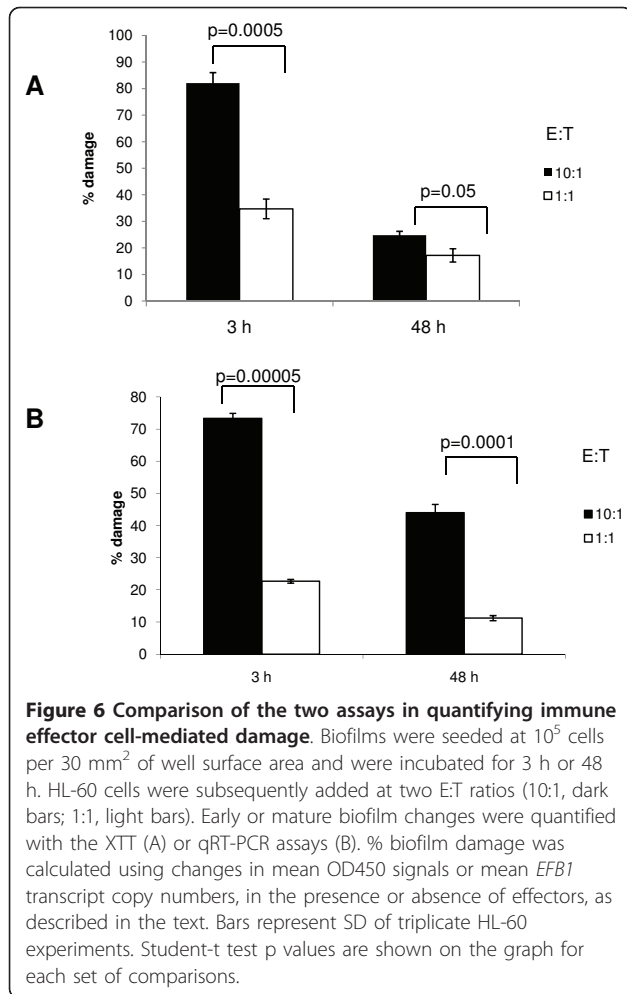 A
p=0.0005
100
90
80
70
60
50
40
30
20
10
0
% damage
p=0.05
E:T
10:1
1:1
3 h
48 h
B
p=0.00005
80
70
60
50
40
30
20
10
0
% damage
p=0.0001
E:T
10:1
1:1
3 h
48 h
Figure 6 Comparison of the two assays in quantifying immune
effector cell-mediated damage. Biofilms were seeded at 10⁵ cells
per 30 mm² of well surface area and were incubated for 3 h or 48
h. HL-60 cells were subsequently added at two E:T ratios (10:1, dark
bars; 1:1, light bars). Early or mature biofilm changes were quantified
with the XTT (A) or qRT-PCR assays (B). % biofilm damage was
calculated using changes in mean OD450 signals or mean EFB1
transcript copy numbers, in the presence or absence of effectors, as
described in the text. Bars represent SD of triplicate HL-60
experiments. Student-t test p values are shown on the graph for
each set of comparisons.